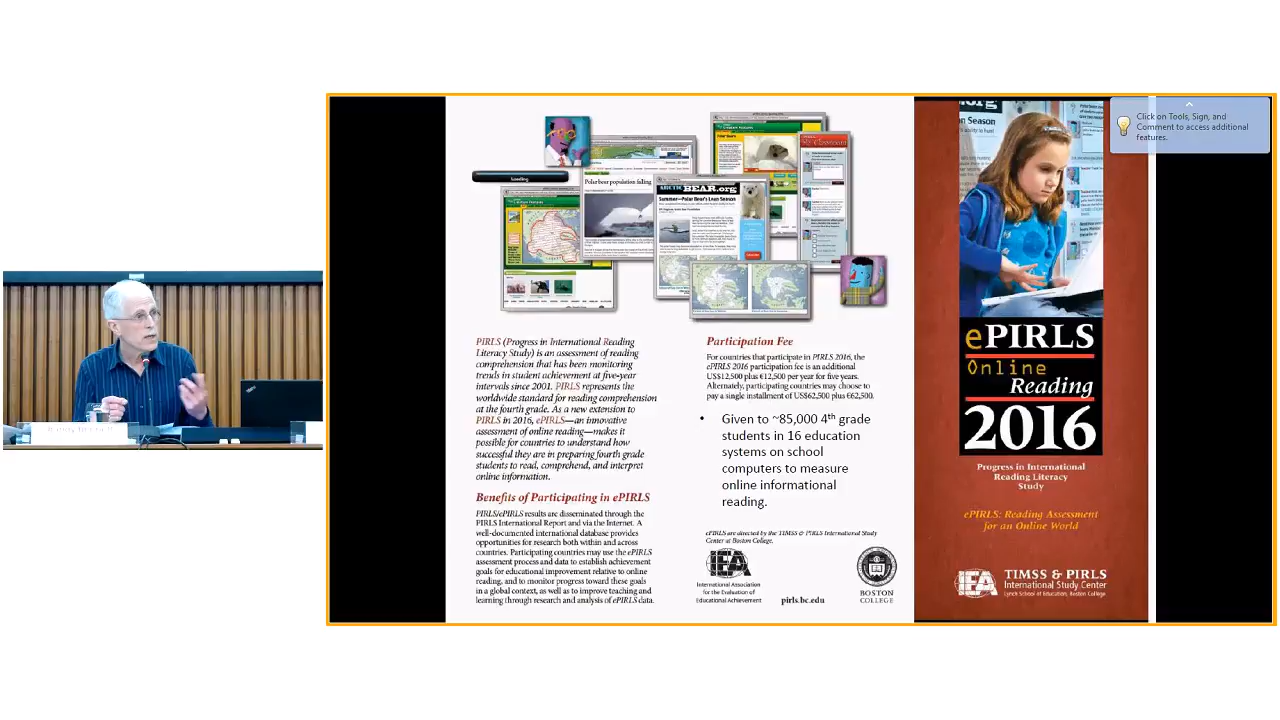 Loading
Polar bear population falling
ARCTIC BEAR.org
Summer—Polar Bear's Lean Season
PIRLS (Progress in International Reading
Literacy Study) is an assessment of reading
comprehension that has been monitoring
trends in student achievement at five-year
intervals since 2001. PIRLS represents the
worldwide standard for reading comprehension
at the fourth grade. As a new extension to
PIRLS in 2016, ePIRLS—an innovative
assessment of online reading—makes it
possible for countries to understand how
successful they are in preparing fourth grade
students to read, comprehend, and interpret
online information.
Benefits of Participating in ePIRLS
PIRLS/ePIRLS results are disseminated through the
PIRLS International Report and via the Internet. A
well-documented international database provides
opportunities for research both within and across
countries. Participating countries may use the ePIRLS
assessment process and data to establish achievement
goals for educational improvement relative to online
reading, and to monitor progress toward these goals
in a global context, as well as to improve teaching and
learning through research and analysis of ePIRLS data.
Participation Fee
For countries that participate in PIRLS 2016, the
ePIRLS 2016 participation fee is an additional
US$12,500 plus €12,500 per year for five years.
Alternately, participating countries may choose to
pay a single installment of US$62,500 plus €62,500.
• Given to ~85,000 4th grade
students in 16 education
systems on school
computers to measure
online informational
reading.
ePIRLS are directed by the TIMSS & PIRLS International Study
Center at Boston College.
IEA
International Association
for the Evaluation of
Educational Achievement
pirls.bc.edu
BOSTON
COLLEGE
n Season
ePIRLS
Online
Reading
2016
Progress in International
Reading Literacy
Study
ePIRLS: Reading Assessment
for an Online World
IEA
TIMSS & PIRLS
International Study Center
Lynch School of Education, Boston College
Click on Tools, Sign, and
Comment to access additional
features.